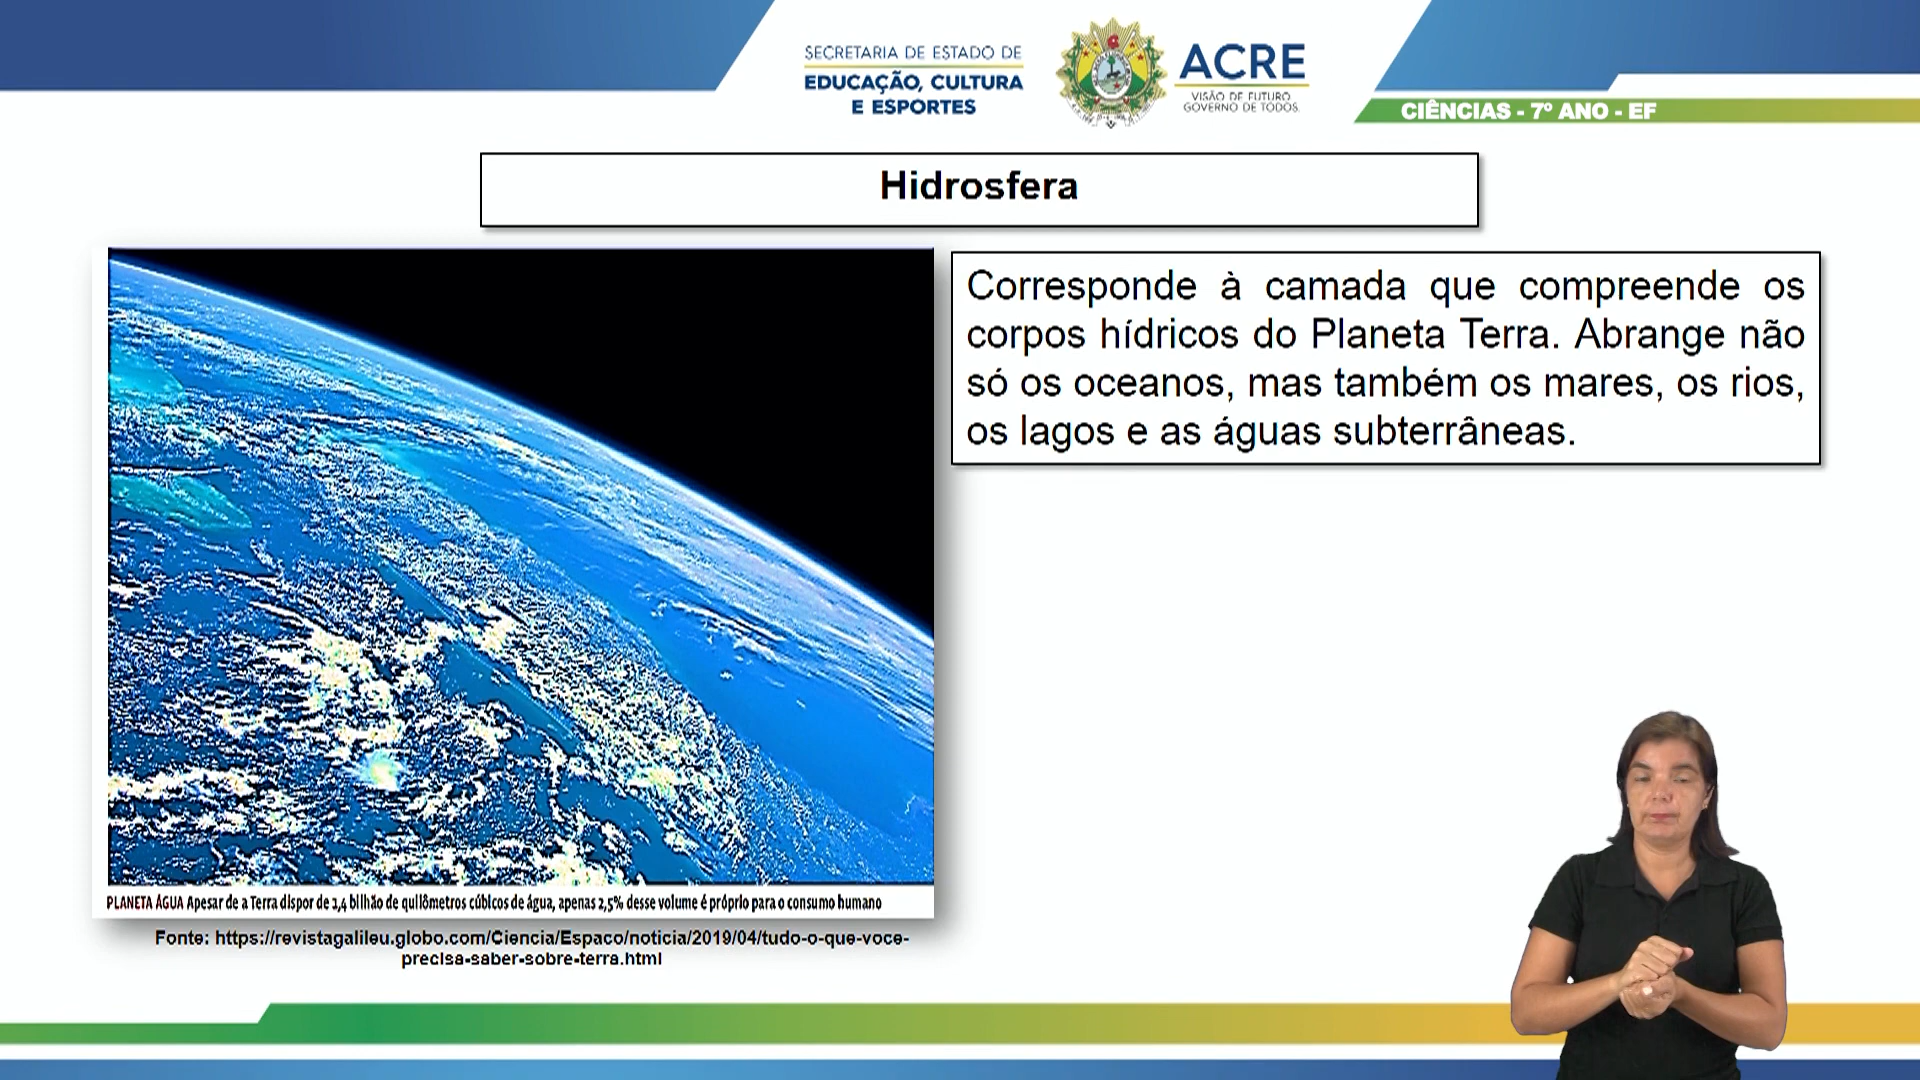 SECRETARIA DE ESTADO DE
EDUCAÇÃO, CULTURA
E ESPORTES
ACRE
VISÃO DE FUTURO
GOVERNO DE TODOS.
CIÊNCIAS - 7º ANO - EF
Hidrosfera
Corresponde à camada que compreende os
corpos hídricos do Planeta Terra. Abrange não
só os oceanos, mas também os mares, os rios,
os lagos e as águas subterrâneas.
PLANETA ÁGUA Apesar de a Terra dispor de 1,4 bilhão de quilômetros cúbicos de água, apenas 2,5% desse volume é próprio para o consumo humano
Fonte: https://revistagalileu.globo.com/Ciencia/Espaco/noticia/2019/04/tudo-o-que-voce-
precisa-saber-sobre-terra.html